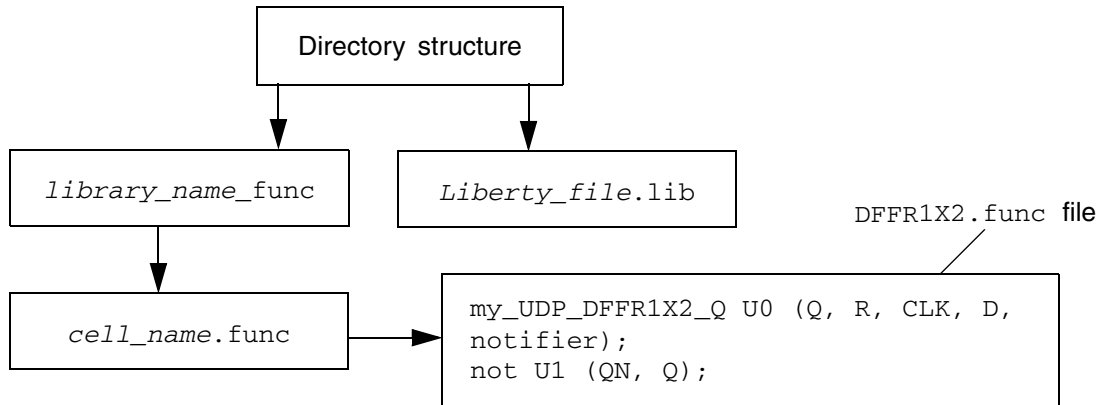 Directory structure
library_name_func
Liberty_file.lib
DFFR1X2.func file
cell_name.func
my_UDP_DFFR1X2_Q U0 (Q, R, CLK, D,
notifier);
not U1 (QN, Q);